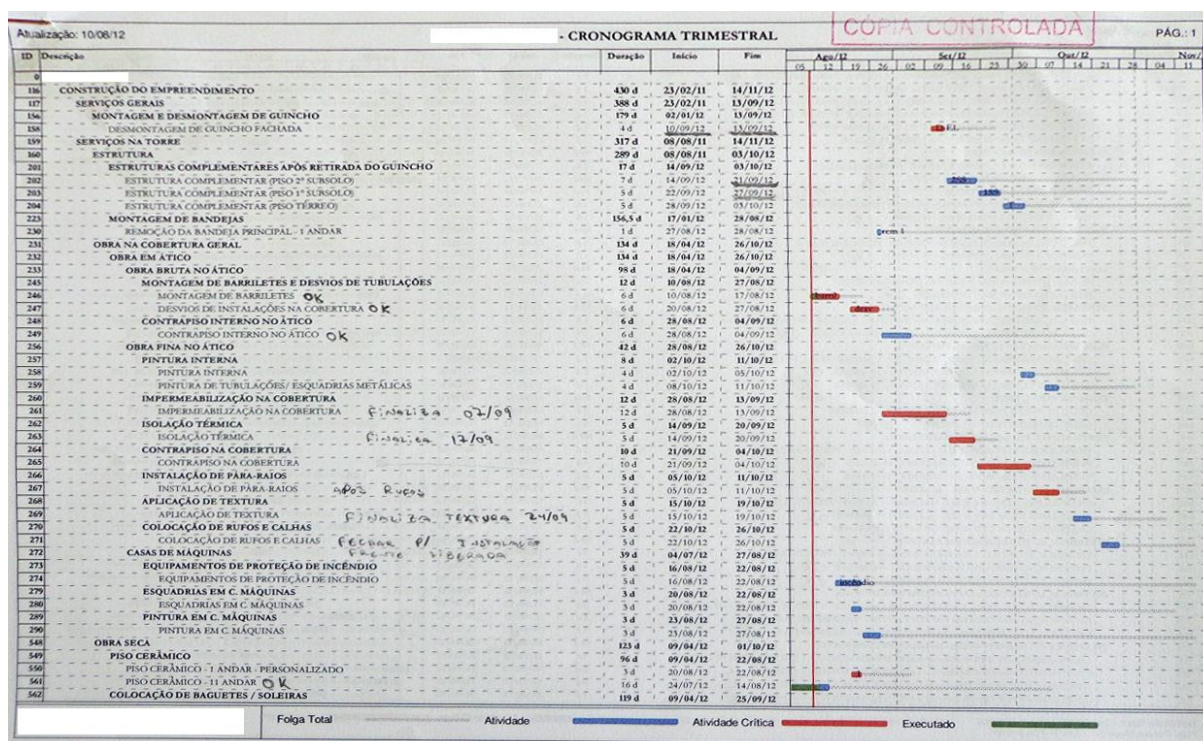 Atualização: 10/08/12 - CRONOGRAMA TRIMESTRAL CÓPIA CONTROLADA PÁG.: 1
ID Descrição Duração Início Fim Ago/12 Set/12 Out/12 Nov/
05 12 19 26 02 09 16 23 30 07 14 21 28 04 11
0
116 CONSTRUÇÃO DO EMPREENDIMENTO 430 d 23/02/11 14/11/12
117 SERVIÇOS GERAIS 388 d 23/02/11 13/09/12
156 MONTAGEM E DESMONTAGEM DE GUINCHO 179 d 02/01/12 13/09/12
158 DESMONTAGEM DE GUINCHO FACHADA 4 d 10/09/12 13/09/12
159 SERVIÇOS NA TORRE 317 d 08/08/11 14/11/12
160 ESTRUTURA 289 d 08/08/11 03/10/12
201 ESTRUTURAS COMPLEMENTARES APÓS RETIRADA DO GUINCHO 17 d 14/09/12 03/10/12
202 ESTRUTURA COMPLEMENTAR (PISO 2º SUBSOLO) 7 d 14/09/12 21/09/12 2SS
203 ESTRUTURA COMPLEMENTAR (PISO 1º SUBSOLO) 5 d 22/09/12 27/09/12 1SS
204 ESTRUTURA COMPLEMENTAR (PISO TÉRREO) 5 d 28/09/12 03/10/12
223 MONTAGEM DE BANDEJAS 156,5 d 17/01/12 28/08/12
230 REMOÇÃO DA BANDEJA PRINCIPAL - 1 ANDAR 1 d 27/08/12 28/08/12 rem 1
231 OBRA NA COBERTURA GERAL 134 d 18/04/12 26/10/12
232 OBRA EM ÁTICO 134 d 18/04/12 26/10/12
233 OBRA BRUTA NO ÁTICO 98 d 18/04/12 04/09/12
245 MONTAGEM DE BARRILETES E DESVIOS DE TUBULAÇÕES 12 d 10/08/12 27/08/12
246 MONTAGEM DE BARRILETES OK 6 d 10/08/12 17/08/12
247 DESVIOS DE INSTALAÇÕES NA COBERTURA OK 6 d 20/08/12 27/08/12 desv
248 CONTRAPISO INTERNO NO ÁTICO 6 d 28/08/12 04/09/12
249 CONTRAPISO INTERNO NO ÁTICO OK 6 d 28/08/12 04/09/12
256 OBRA FINA NO ÁTICO 42 d 28/08/12 26/10/12
257 PINTURA INTERNA 8 d 02/10/12 11/10/12
258 PINTURA INTERNA 4 d 02/10/12 05/10/12
259 PINTURA DE TUBULAÇÕES/ ESQUADRIAS METÁLICAS 4 d 08/10/12 11/10/12
260 IMPERMEABILIZAÇÃO NA COBERTURA 12 d 28/08/12 13/09/12
261 IMPERMEABILIZAÇÃO NA COBERTURA FINALIZA 07/09 12 d 28/08/12 13/09/12
262 ISOLAÇÃO TÉRMICA 5 d 14/09/12 20/09/12
263 ISOLAÇÃO TÉRMICA FINALIZA 17/09 5 d 14/09/12 20/09/12
264 CONTRAPISO NA COBERTURA 10 d 21/09/12 04/10/12
265 CONTRAPISO NA COBERTURA 10 d 21/09/12 04/10/12
266 INSTALAÇÃO DE PÁRA-RAIOS 5 d 05/10/12 11/10/12
267 INSTALAÇÃO DE PÁRA-RAIOS APÓS RUFOS 5 d 05/10/12 11/10/12
268 APLICAÇÃO DE TEXTURA 5 d 15/10/12 19/10/12
269 APLICAÇÃO DE TEXTURA FINALIZA TEXTURA 24/09 5 d 15/10/12 19/10/12
270 COLOCAÇÃO DE RUFOS E CALHAS 5 d 22/10/12 26/10/12
271 COLOCAÇÃO DE RUFOS E CALHAS FECHAR P/ INSTALAÇÃO 5 d 22/10/12 26/10/12
FRENTE LIBERADA
272 CASAS DE MÁQUINAS 39 d 04/07/12 27/08/12
273 EQUIPAMENTOS DE PROTEÇÃO DE INCÊNDIO 5 d 16/08/12 22/08/12
274 EQUIPAMENTOS DE PROTEÇÃO DE INCÊNDIO 5 d 16/08/12 22/08/12 incêndio
279 ESQUADRIAS EM C. MÁQUINAS 3 d 20/08/12 22/08/12
280 ESQUADRIAS EM C. MÁQUINAS 3 d 20/08/12 22/08/12
289 PINTURA EM C. MÁQUINAS 3 d 23/08/12 27/08/12
290 PINTURA EM C. MÁQUINAS 3 d 23/08/12 27/08/12
548 OBRA SECA 123 d 09/04/12 01/10/12
549 PISO CERÂMICO 96 d 09/04/12 22/08/12
550 PISO CERÂMICO - 1 ANDAR - PERSONALIZADO 3 d 20/08/12 22/08/12 1
561 PISO CERÂMICO - 11 ANDAR OK 16 d 24/07/12 14/08/12
562 COLOCAÇÃO DE BAGUETES / SOLEIRAS 119 d 09/04/12 25/09/12
Folga Total Atividade Atividade Crítica Executado